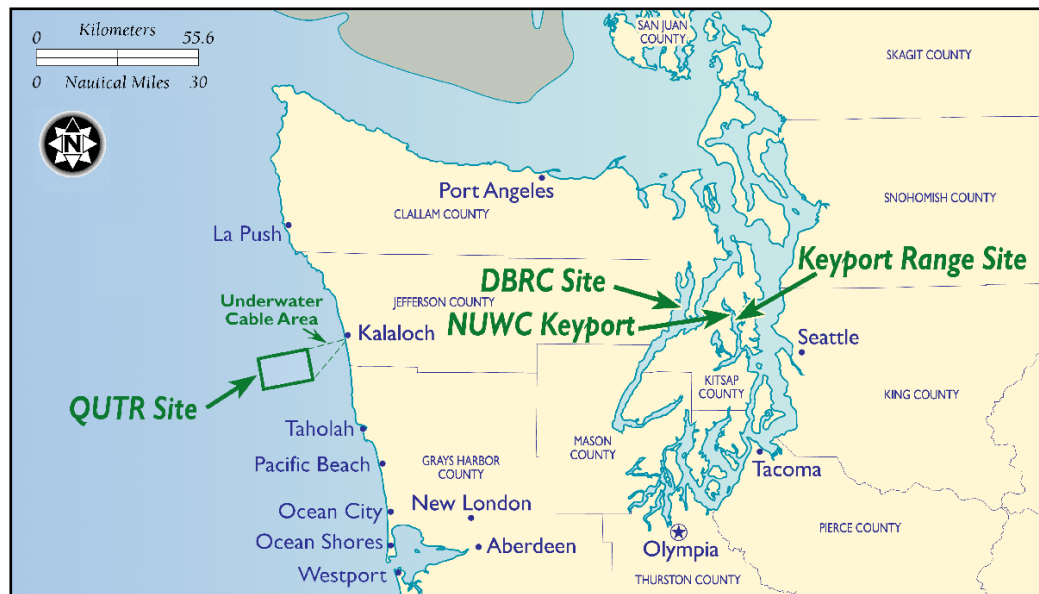 Kilometers
0 55.6
0 30
Nautical Miles
N
SAN JUAN
COUNTY
SKAGIT COUNTY
Port Angeles
CLALLAM COUNTY
SNOHOMISH COUNTY
La Push
Keyport Range Site
DBRC Site
Underwater
Cable Area
JEFFERSON COUNTY
NUWC Keyport
Kalaloch
Seattle
KITSAP
COUNTY
KING COUNTY
QUTR Site
Taholah
MASON
COUNTY
Pacific Beach
GRAYS HARBOR
COUNTY
Tacoma
New London
Ocean City
PIERCE COUNTY
Ocean Shores
Aberdeen
Olympia
Westport
THURSTON COUNTY